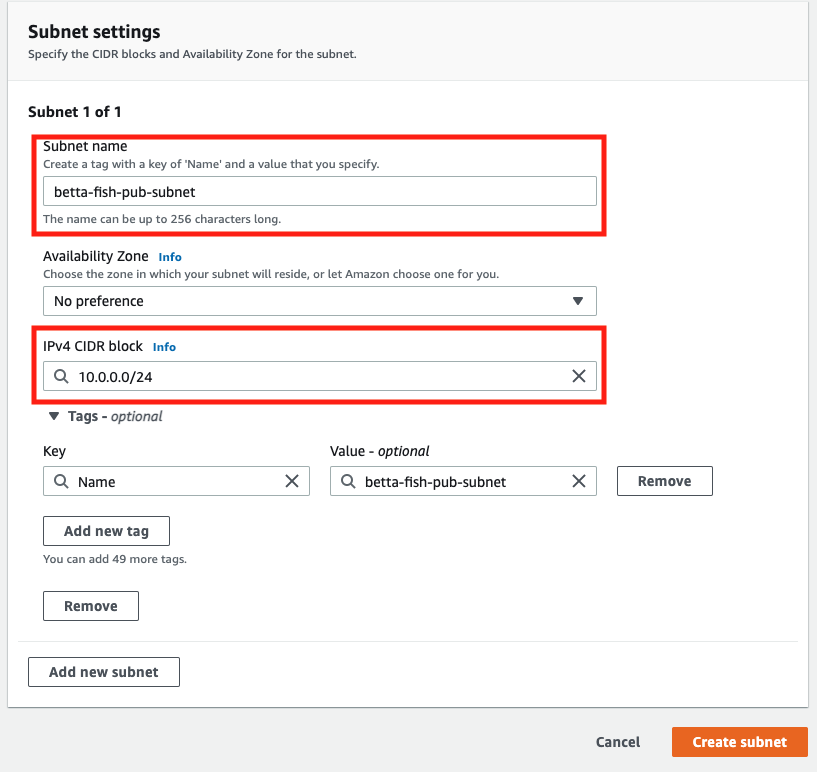 Subnet settings
Specify the CIDR blocks and Availability Zone for the subnet.
Subnet 1 of 1
Subnet name
Create a tag with a key of 'Name' and a value that you specify.
betta-fish-pub-subnet
The name can be up to 256 characters long.
Availability Zone Info
Choose the zone in which your subnet will reside, or let Amazon choose one for you.
No preference
IPv4 CIDR block Info
10.0.0.0/24
Tags - optional
Key Value - optional
Name betta-fish-pub-subnet Remove
Add new tag
You can add 49 more tags.
Remove
Add new subnet
Cancel Create subnet